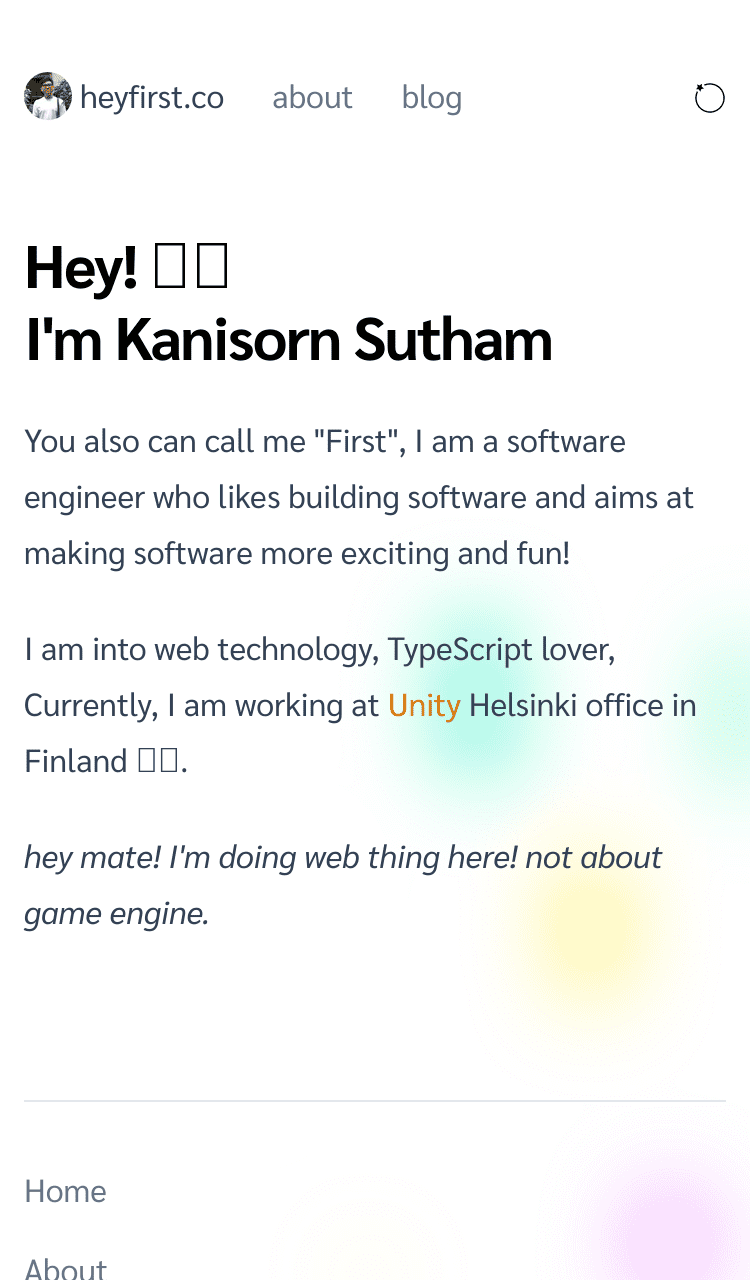 heyfirst.co about blog
Hey!
I'm Kanisorn Sutham
You also can call me "First", I am a software
engineer who likes building software and aims at
making software more exciting and fun!
I am into web technology, TypeScript lover,
Currently, I am working at Unity Helsinki office in
Finland .
hey mate! I'm doing web thing here! not about
game engine.
Home
About